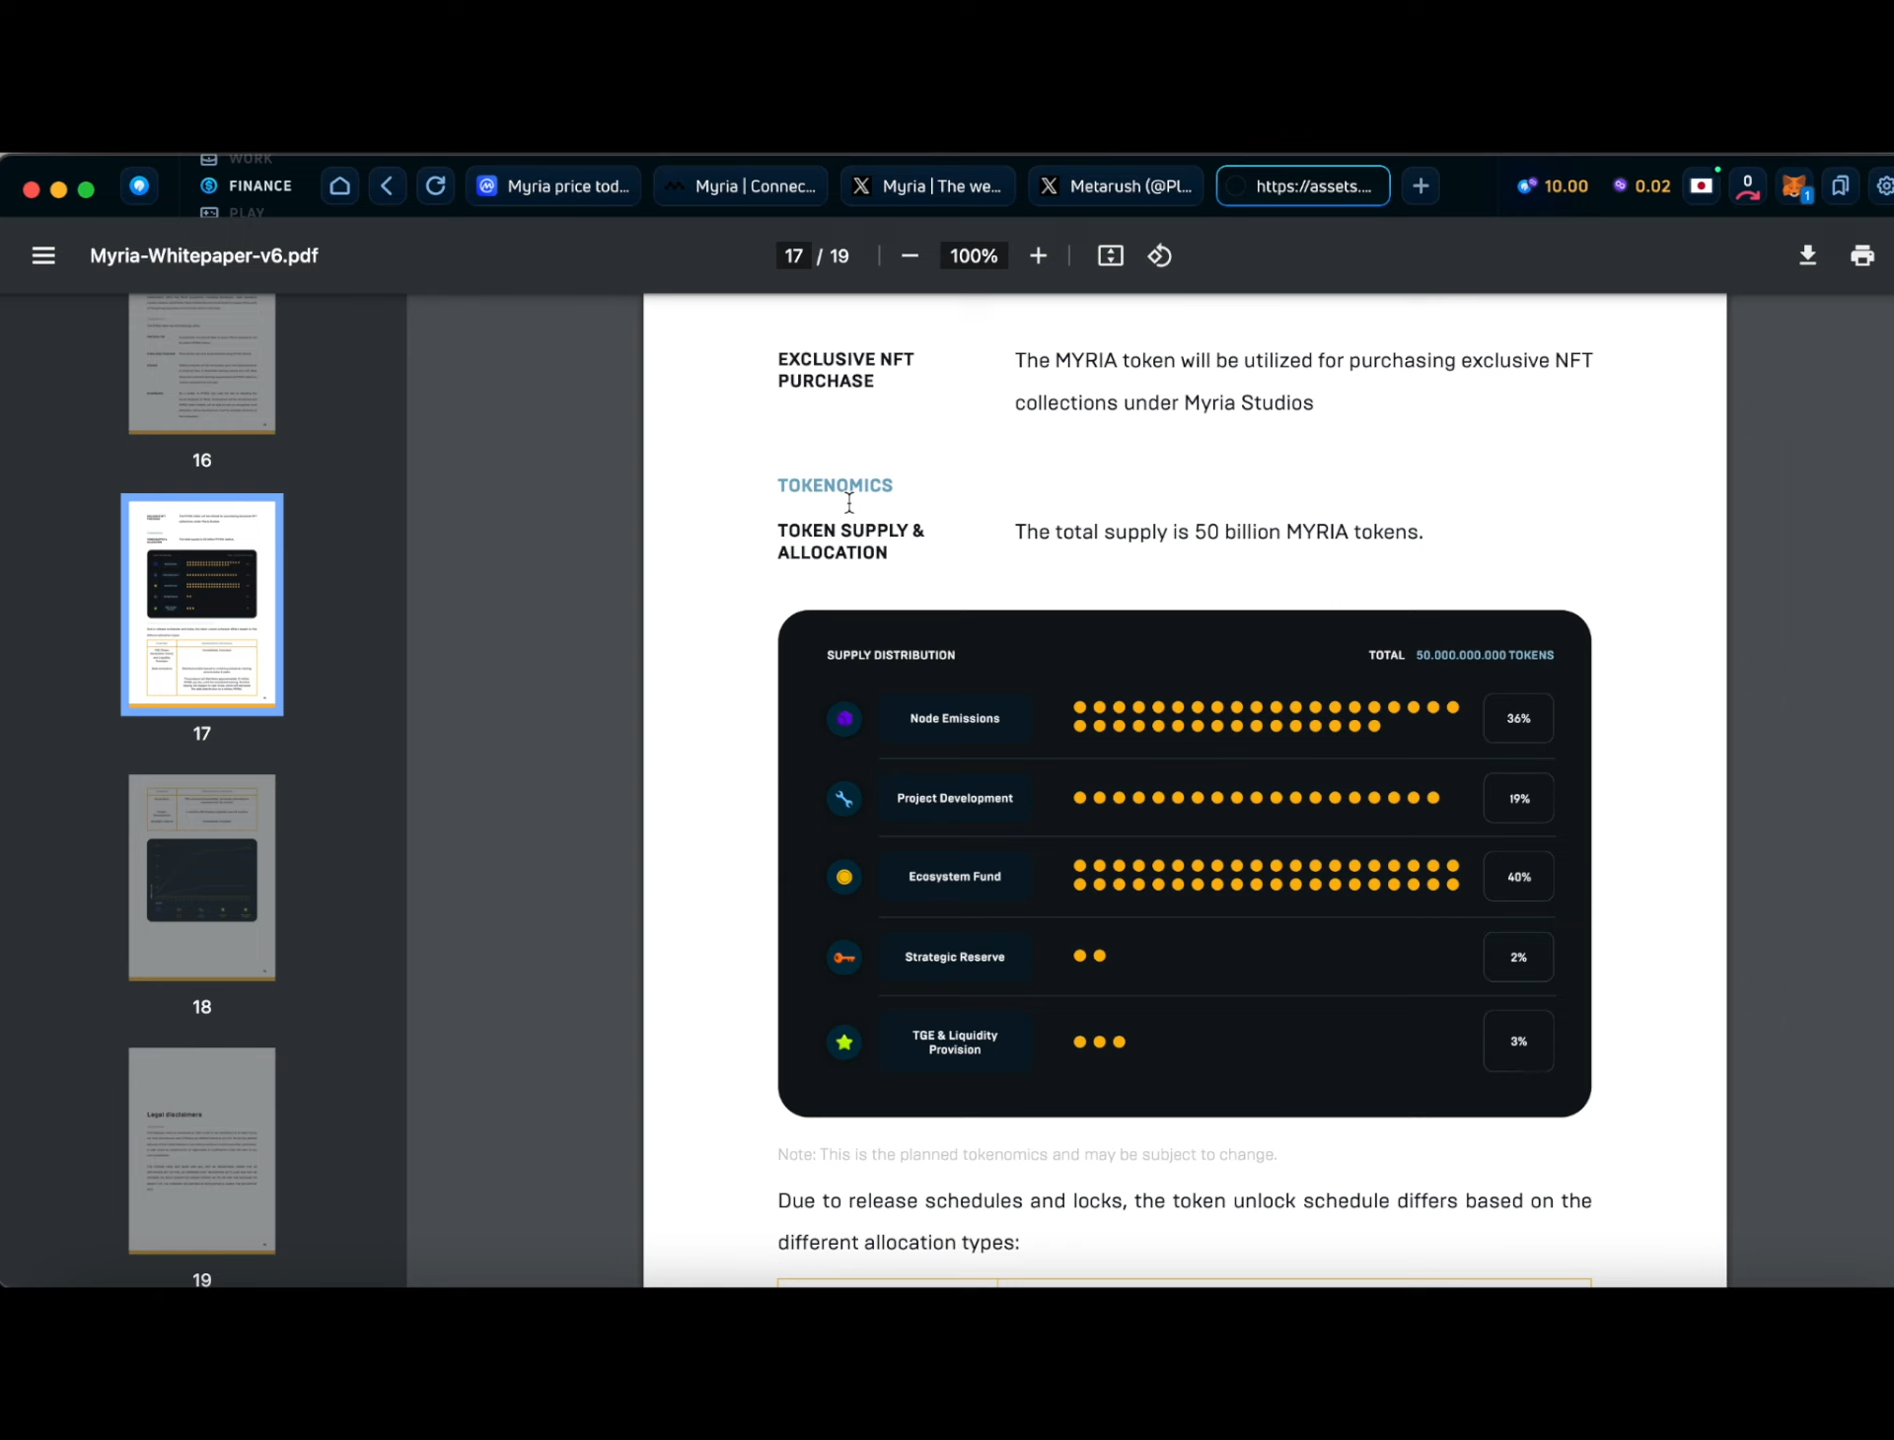 WORK
FINANCE
PLAY
Myria price tod...
Myria | Connec...
Myria | The we...
Metarush (@Pl...
https://assets....
10.00
0.02
0
1
Myria-Whitepaper-v6.pdf
17 / 19
100%
16
17
18
Legal disclaimers
19
EXCLUSIVE NFT
PURCHASE
The MYRIA token will be utilized for purchasing exclusive NFT
collections under Myria Studios
TOKENOMICS
TOKEN SUPPLY &
ALLOCATION
The total supply is 50 billion MYRIA tokens.
SUPPLY DISTRIBUTION
TOTAL 50.000.000.000 TOKENS
Node Emissions
36%
Project Development
19%
Ecosystem Fund
40%
Strategic Reserve
2%
TGE & Liquidity
Provision
3%
Note: This is the planned tokenomics and may be subject to change.
Due to release schedules and locks, the token unlock schedule differs based on the
different allocation types: